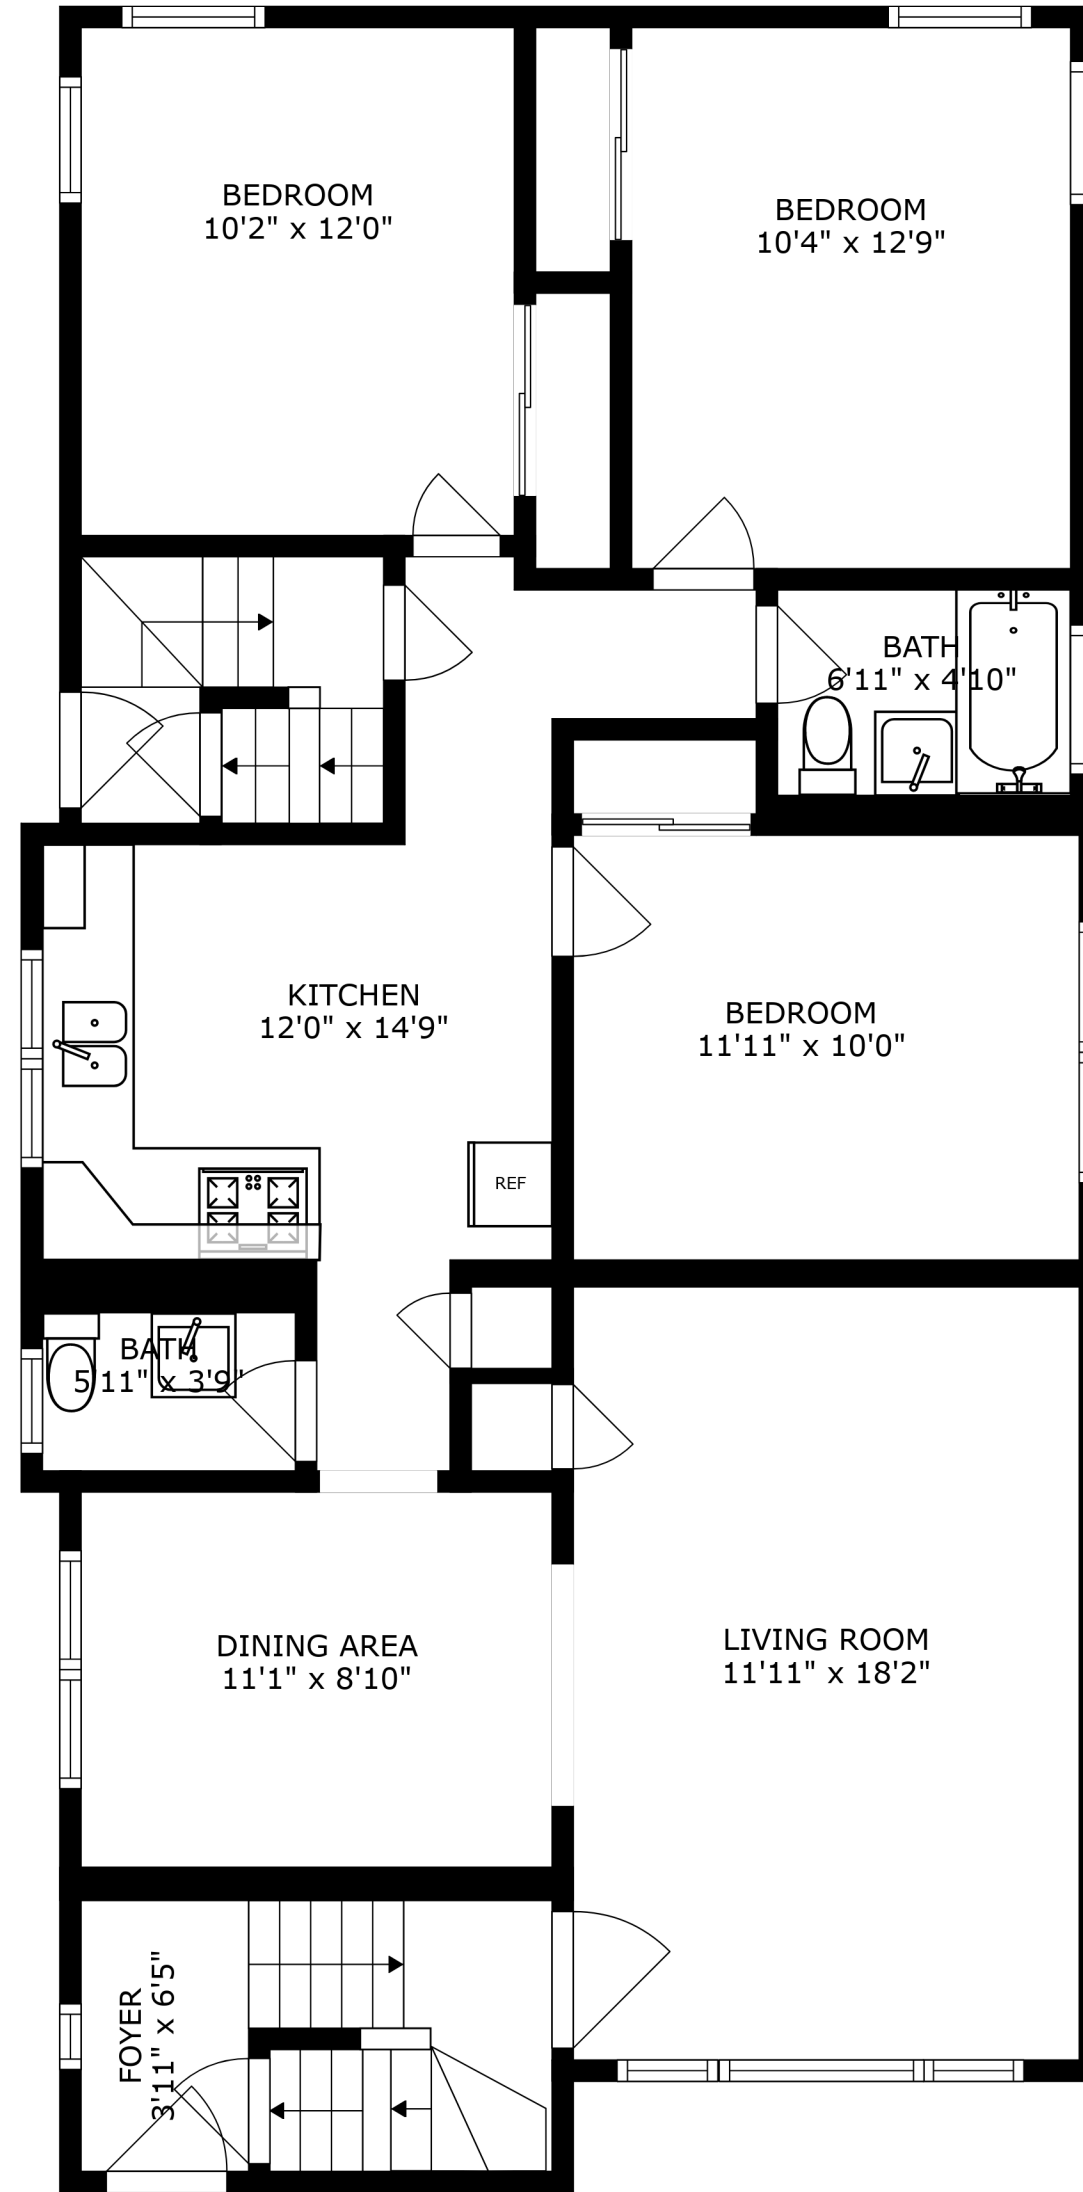 BEDROOM
10'2" x 12'0"
BEDROOM
10'4" x 12'9"
BATH
6'11" x 4'10"
KITCHEN
12'0" x 14'9"
BEDROOM
11'11" x 10'0"
REF
BATH
5'11" x 3'9"
DINING AREA
11'1" x 8'10"
LIVING ROOM
11'11" x 18'2"
FOYER
3'11" x 6'5"